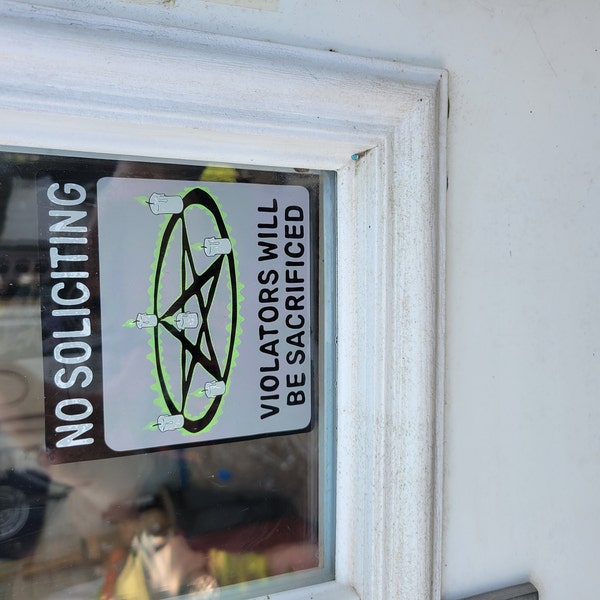 NO SOLICITING
VIOLATORS WILL
BE SACRIFICED